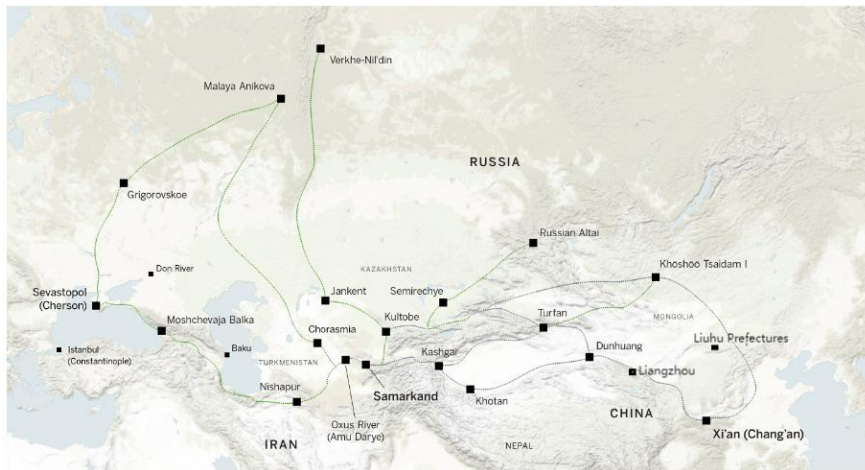 Verkhe-Nil'din
Malaya Anikova
RUSSIA
Grigorovskoe
Russian Altai
Don River
Khöshöö Tsaidam I
KAZAKHSTAN
Jankent
Semirechye
Sevastopol
(Cherson)
Moshchevaja Balka
Kultobe
Turfan
MONGOLIA
Chorasmia
Dunhuang
Liuhu Prefectures
Istanbul
(Constantinople)
Baku
TURKMENISTAN
Kashgar
Liangzhou
Nishapur
Samarkand
Khotan
CHINA
Oxus River
(Amu Darye)
Xi'an (Chang'an)
IRAN
NEPAL